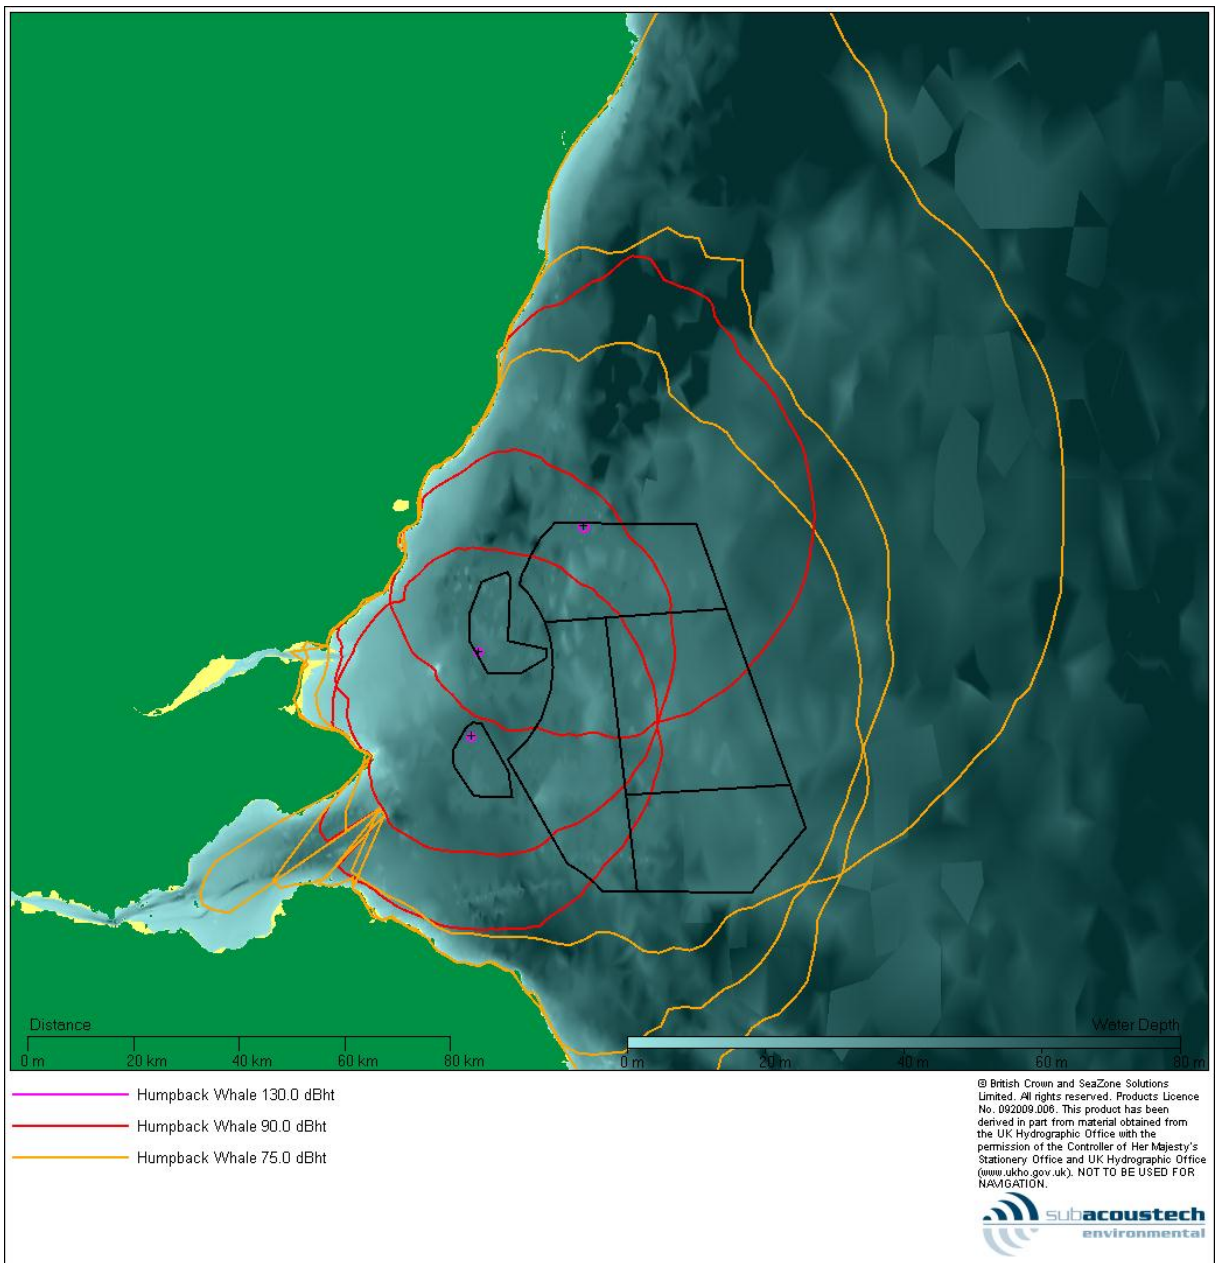 Distance
0 m 20 km 40 km 60 km 80 km
Water Depth
0 m 20 m 40 m 60 m 80 m
Humpback Whale 130.0 dBht
Humpback Whale 90.0 dBht
Humpback Whale 75.0 dBht
© British Crown and SeaZone Solutions
Limited. All rights reserved. Products Licence
No. 092009.006. This product has been
derived in part from material obtained from
the UK Hydrographic Office with the
permission of the Controller of Her Majesty's
Stationery Office and UK Hydrographic Office
(www.ukho.gov.uk). NOT TO BE USED FOR
NAVIGATION.
subacoustech
environmental